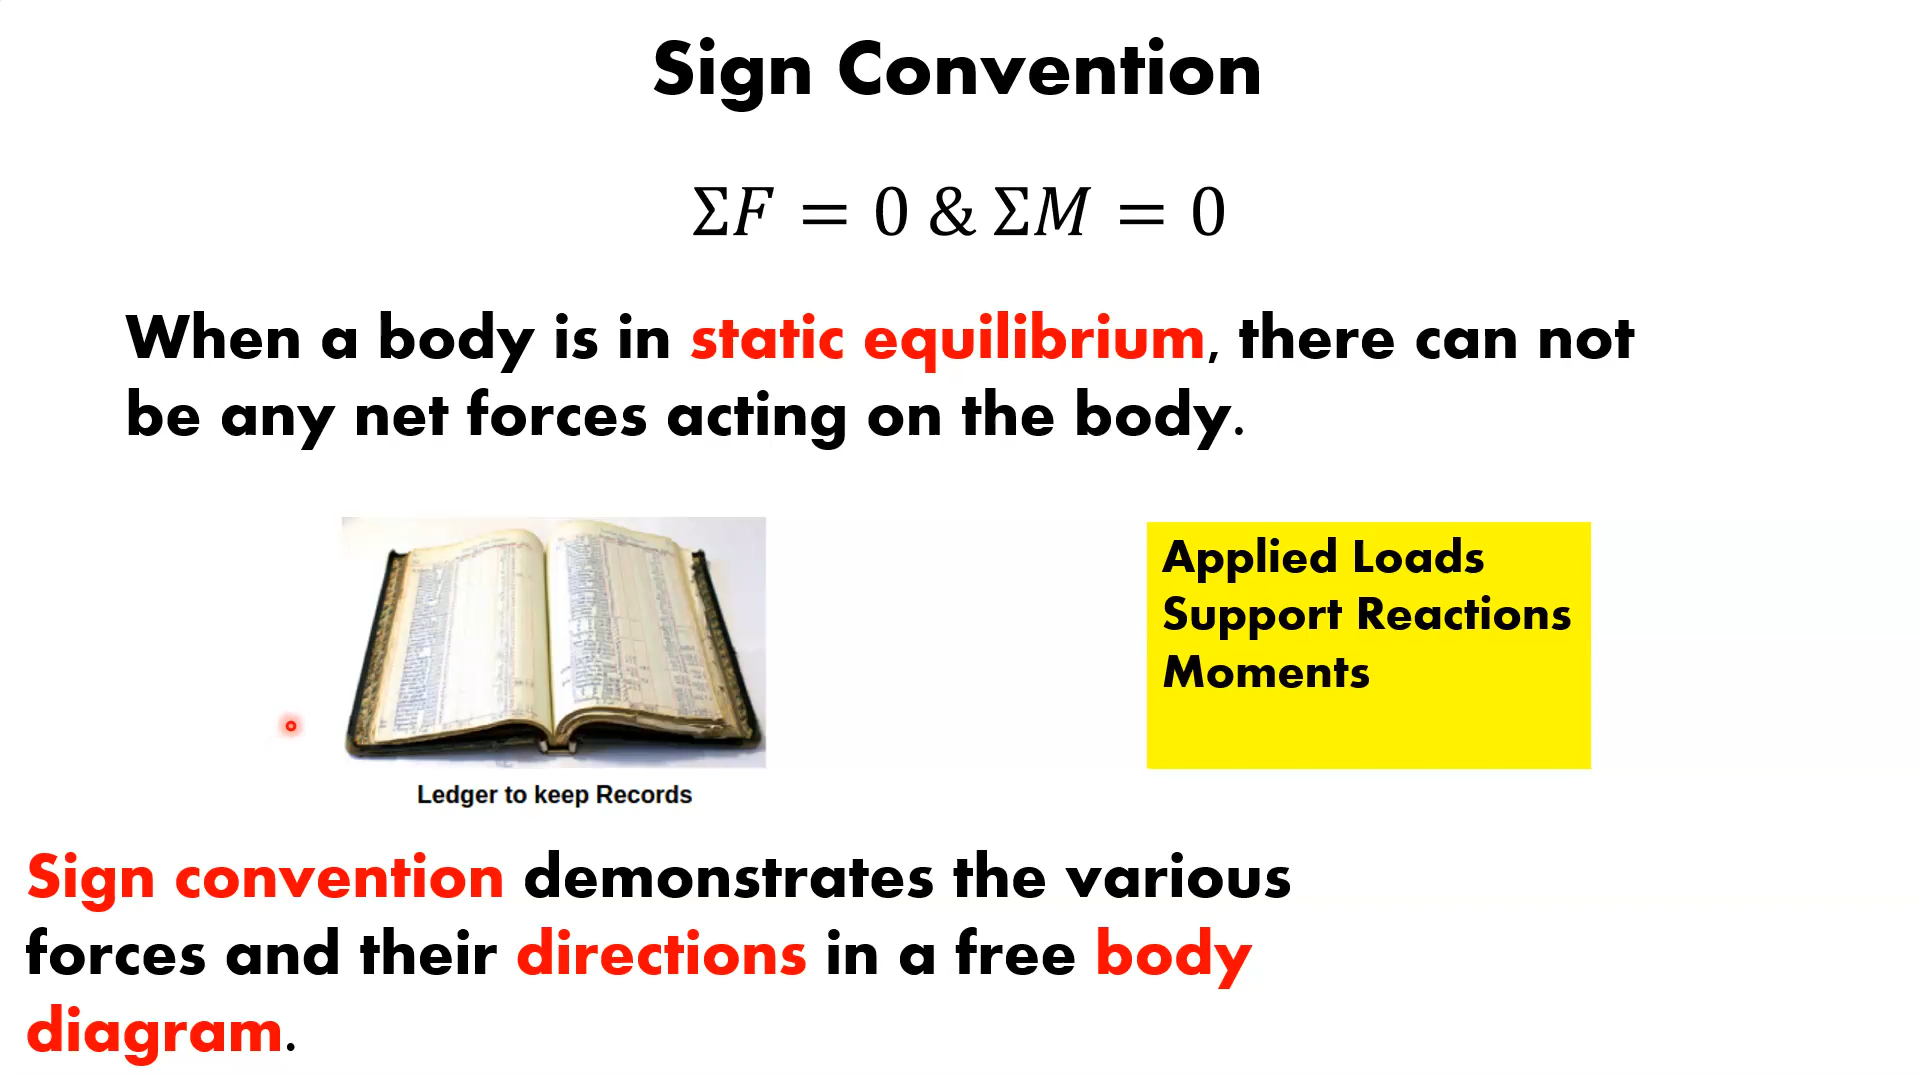 Sign Convention
ΣF = 0 & ΣM = 0
When a body is in static equilibrium, there can not
be any net forces acting on the body.
Applied Loads
Support Reactions
Moments
Ledger to keep Records
Sign convention demonstrates the various
forces and their directions in a free body
diagram.